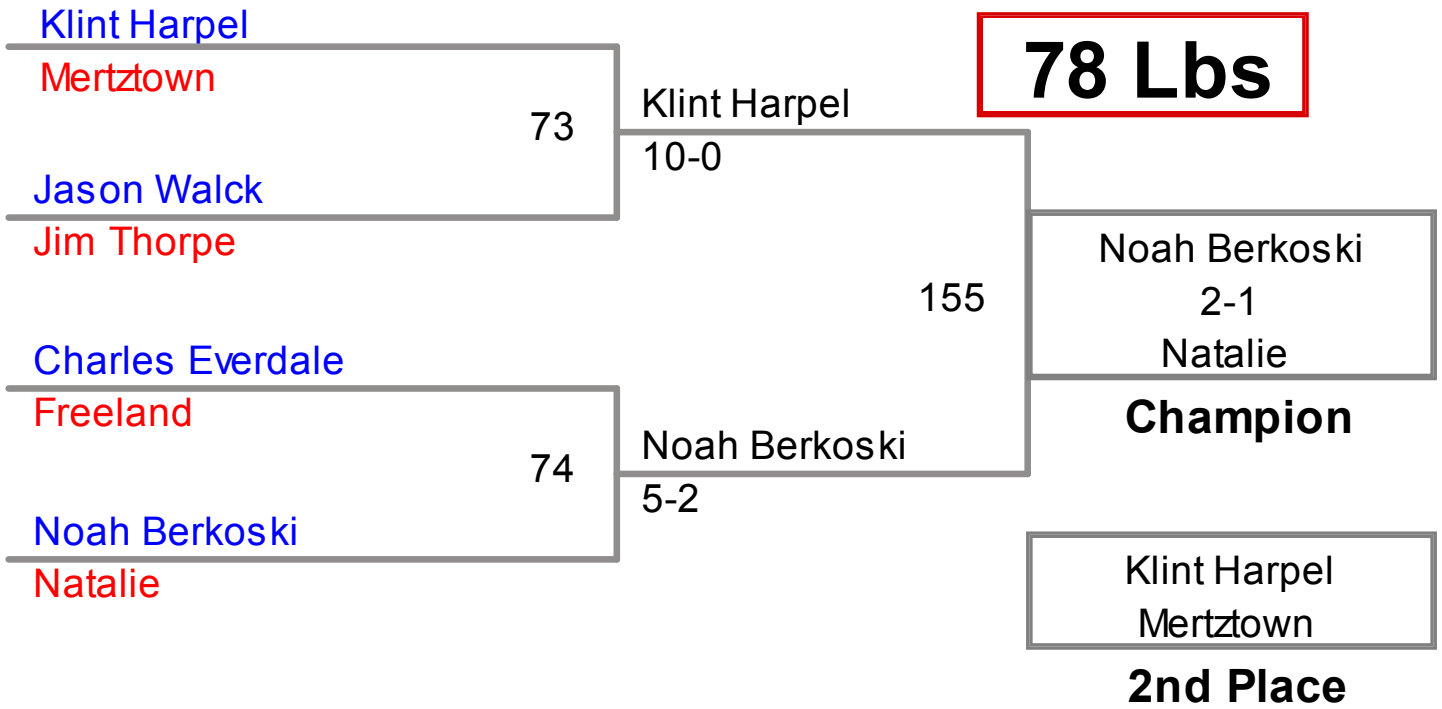 Klint Harpel
Mertztown
73
Jason Walck
Jim Thorpe
Klint Harpel
10-0
78 Lbs
Charles Everdale
Freeland
74
Noah Berkoski
Natalie
Noah Berkoski
5-2
155
Noah Berkoski
2-1
Natalie
Champion
Klint Harpel
Mertztown
2nd Place